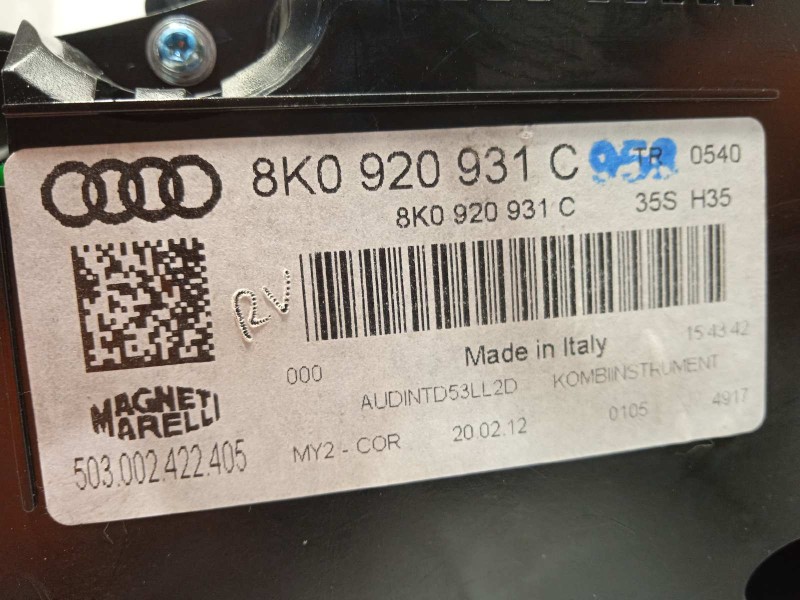 8K0 920 931 C TR 0540
8K0 920 931 C 35S H35
RV
15:43:42
Made in Italy
000
AUDINTD53LL2D KOMBIINSTRUMENT
MAGNETI
MARELLI
MY2 - COR 20.02.12 0105 4917
503.002.422.405